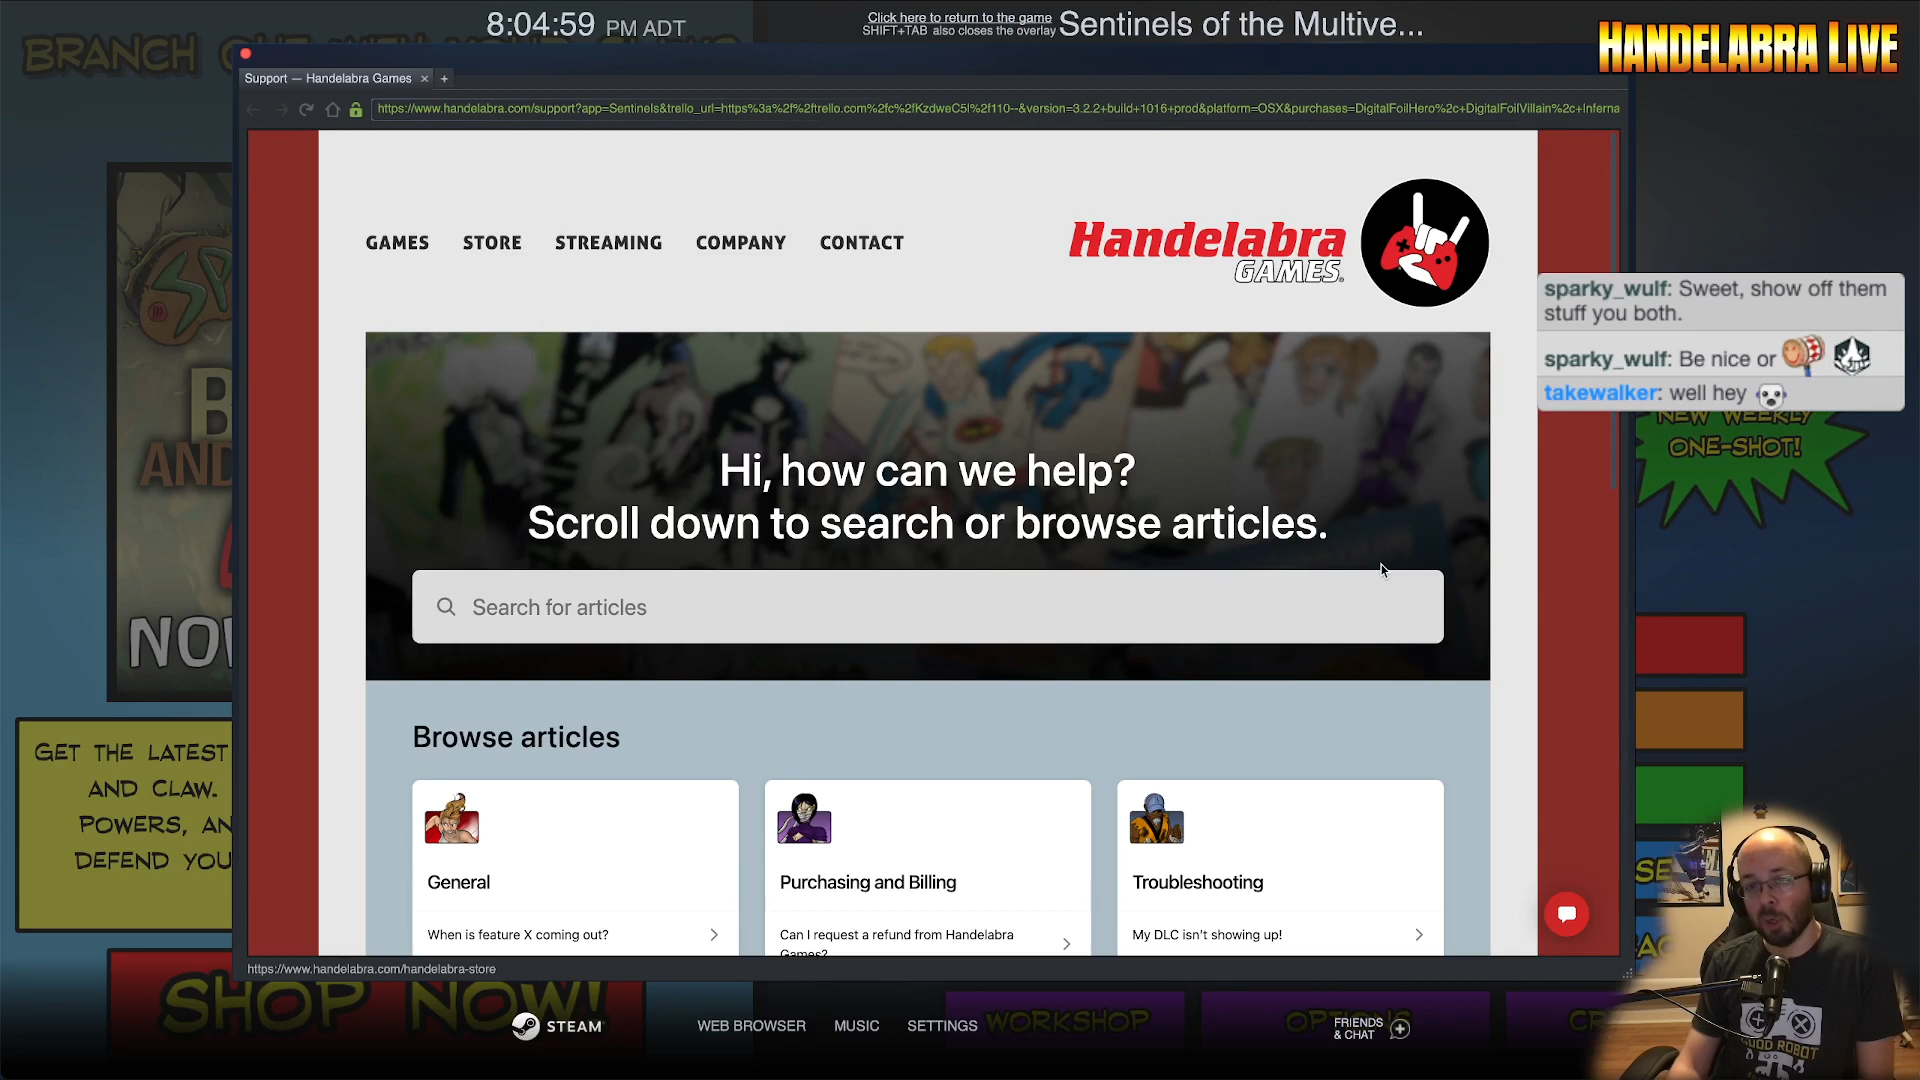 8:04:59 PM ADT
Click here to return to the game
SHIFT+TAB also closes the overlay
Sentinels of the Multive...
HANDELABRA LIVE
BRANCH
Support — Handelabra Games
https://www.handelabra.com/support?app=Sentinels&trello_url=https%3a%2f%2ftrello.com%2fc%2fKzdweC5l%2f110--&version=3.2.2+build+1016+prod&platform=OSX&purchases=DigitalFoilHero%2c+DigitalFoilVillain%2c+Inferna
GAMES
STORE
STREAMING
COMPANY
CONTACT
Handelabra
GAMES®
sparky_wulf: Sweet, show off them
stuff you both.
sparky_wulf: Be nice or
takewalker: well hey
NEW WEEKLY
ONE-SHOT!
Hi, how can we help?
Scroll down to search or browse articles.
Search for articles
Browse articles
General
Purchasing and Billing
Troubleshooting
When is feature X coming out?
Can I request a refund from Handelabra
Games?
My DLC isn't showing up!
GET THE LATEST
AND CLAW.
POWERS, AN
DEFEND YOU
https://www.handelabra.com/handelabra-store
SHOP NOW!
STEAM
WEB BROWSER
MUSIC
SETTINGS
WORKSHOP
FRIENDS
& CHAT
GOOD ROBOT